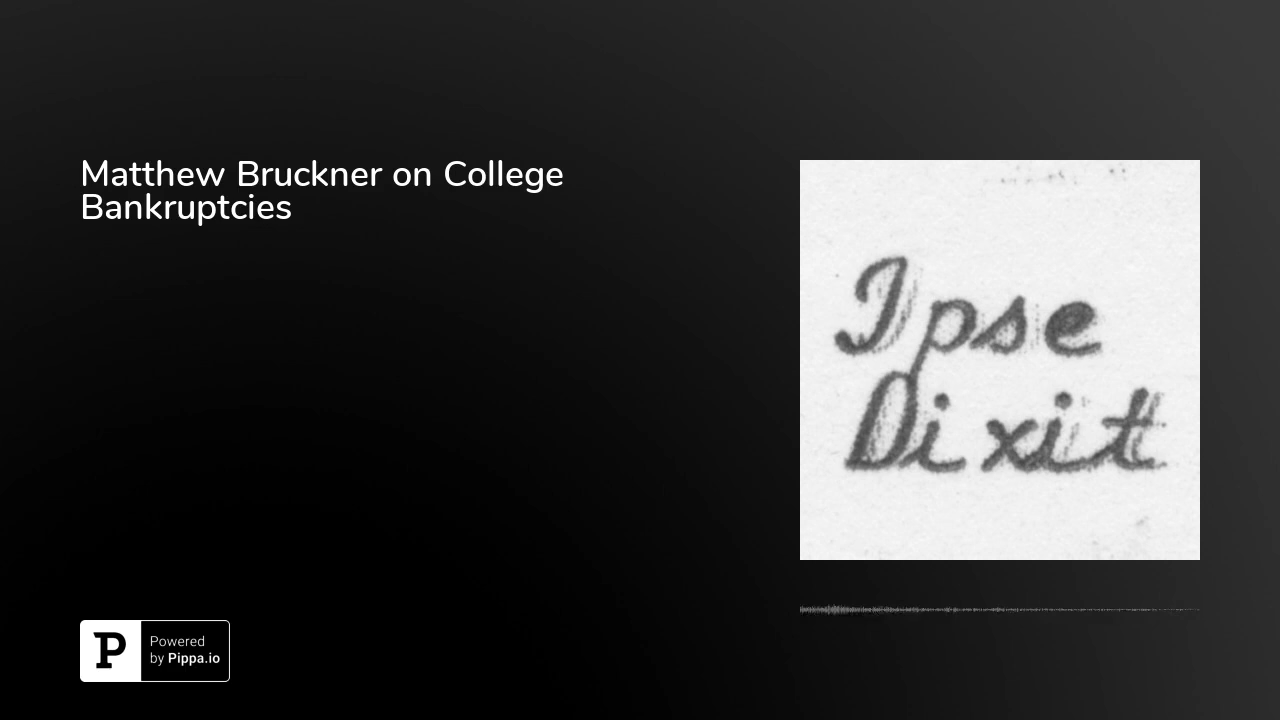 Matthew Bruckner on College
Bankruptcies
Ipse
Dixit
P
Powered
by Pippa.io